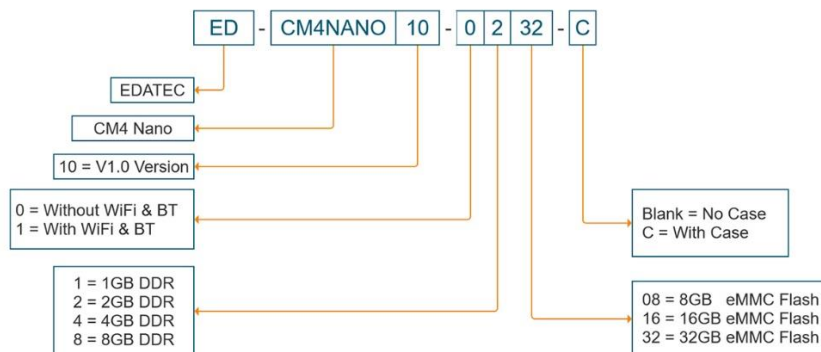 ED - CM4NANO 10 - 0 2 32 - C
EDATEC
CM4 Nano
10 = V1.0 Version
0 = Without WiFi & BT
1 = With WiFi & BT
Blank = No Case
C = With Case
1 = 1GB DDR
2 = 2GB DDR
4 = 4GB DDR
8 = 8GB DDR
08 = 8GB eMMC Flash
16 = 16GB eMMC Flash
32 = 32GB eMMC Flash